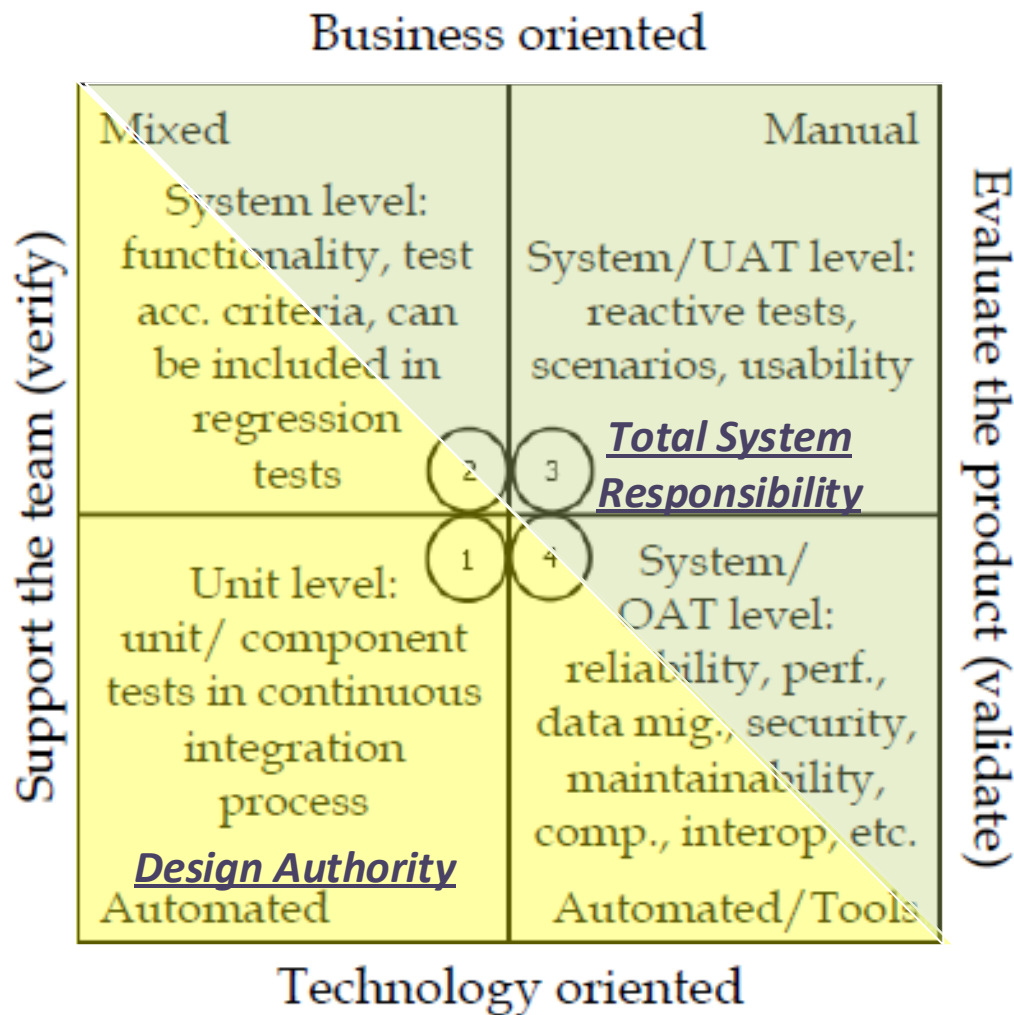 Business oriented
Support the team (verify)
Mixed
System level:
functionality, test
acc. criteria, can
be included in
regression
tests
2
Manual
System/UAT level:
reactive tests,
scenarios, usability
Total System
Responsibility
3
1
Unit level:
unit/ component
tests in continuous
integration
process
Design Authority
Automated
4
System/
OAT level:
reliability, perf.,
data mig., security,
maintainability,
comp., interop, etc.
Automated/Tools
Evaluate the product (validate)
Technology oriented